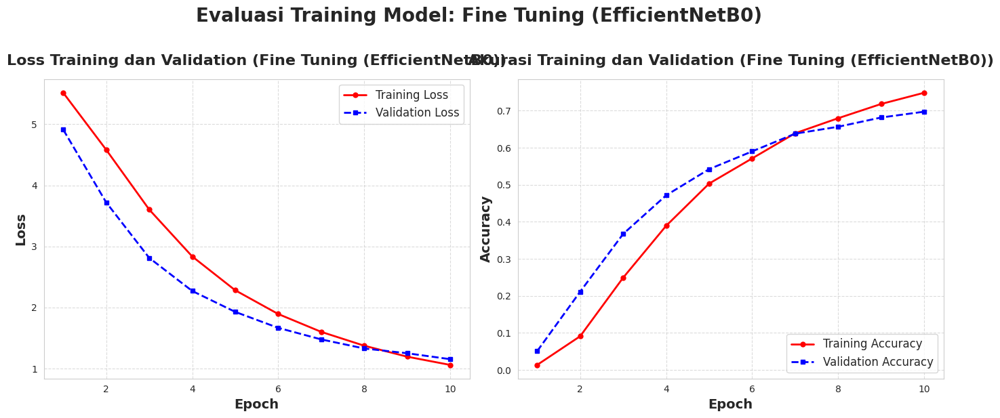 Evaluasi Training Model: Fine Tuning (EfficientNetB0)
Loss Training dan Validation (Fine Tuning (EfficientNetB0))
Akurasi Training dan Validation (Fine Tuning (EfficientNetB0))
Training Loss
Validation Loss
5
4
3
2
1
Loss
2
4
6
8
10
Epoch
0.7
0.6
0.5
0.4
0.3
0.2
0.1
0.0
Accuracy
Training Accuracy
Validation Accuracy
2
4
6
8
10
Epoch